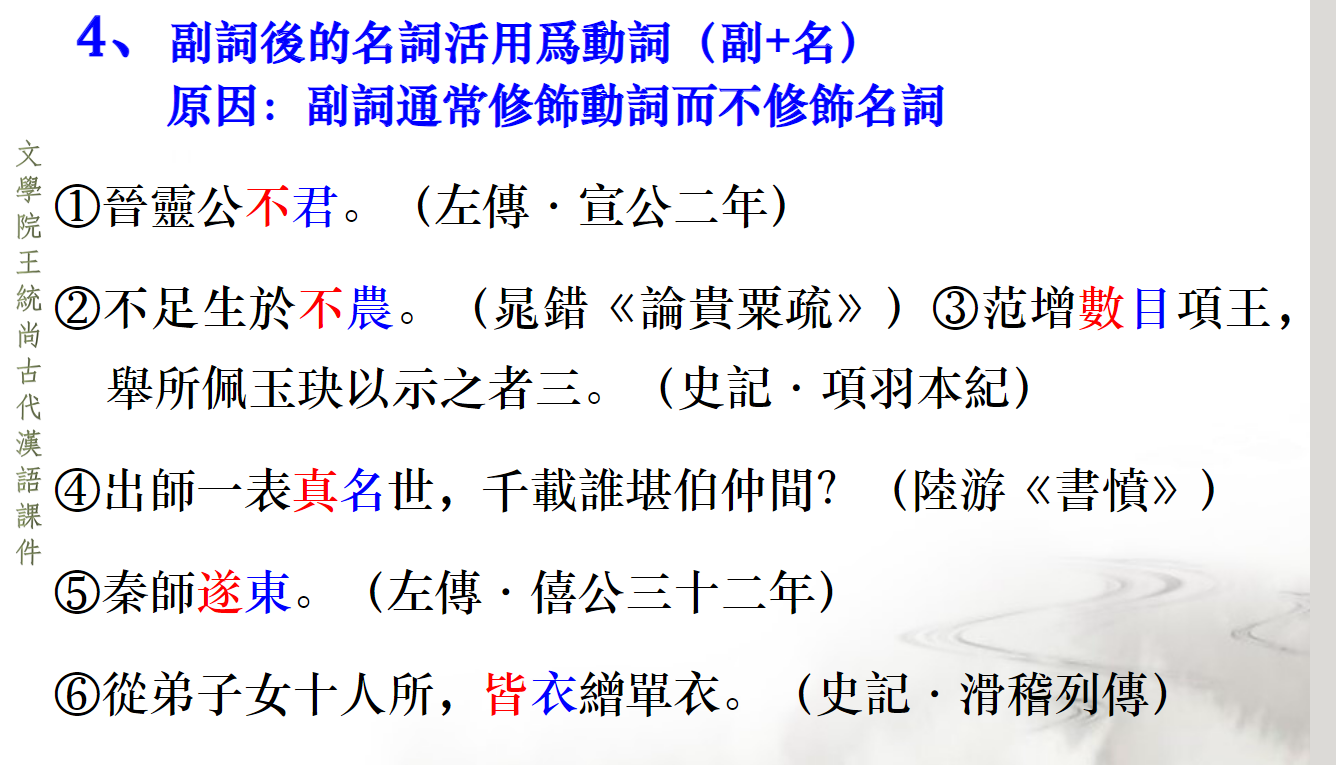 4、副詞後的名詞活用爲動詞（副+名）
原因：副詞通常修飾動詞而不修飾名詞
文學院王統尚古代漢語課件
①晉靈公不君。（左傳·宣公二年）
②不足生於不農。（晁錯《論貴粟疏》）③范增數目項王，
舉所佩玉玦以示之者三。（史記·項羽本紀）
④出師一表真名世，千載誰堪伯仲間？（陸游《書憤》）
⑤秦師遂東。（左傳·僖公三十二年）
⑥從弟子女十人所，皆衣繒單衣。（史記·滑稽列傳）